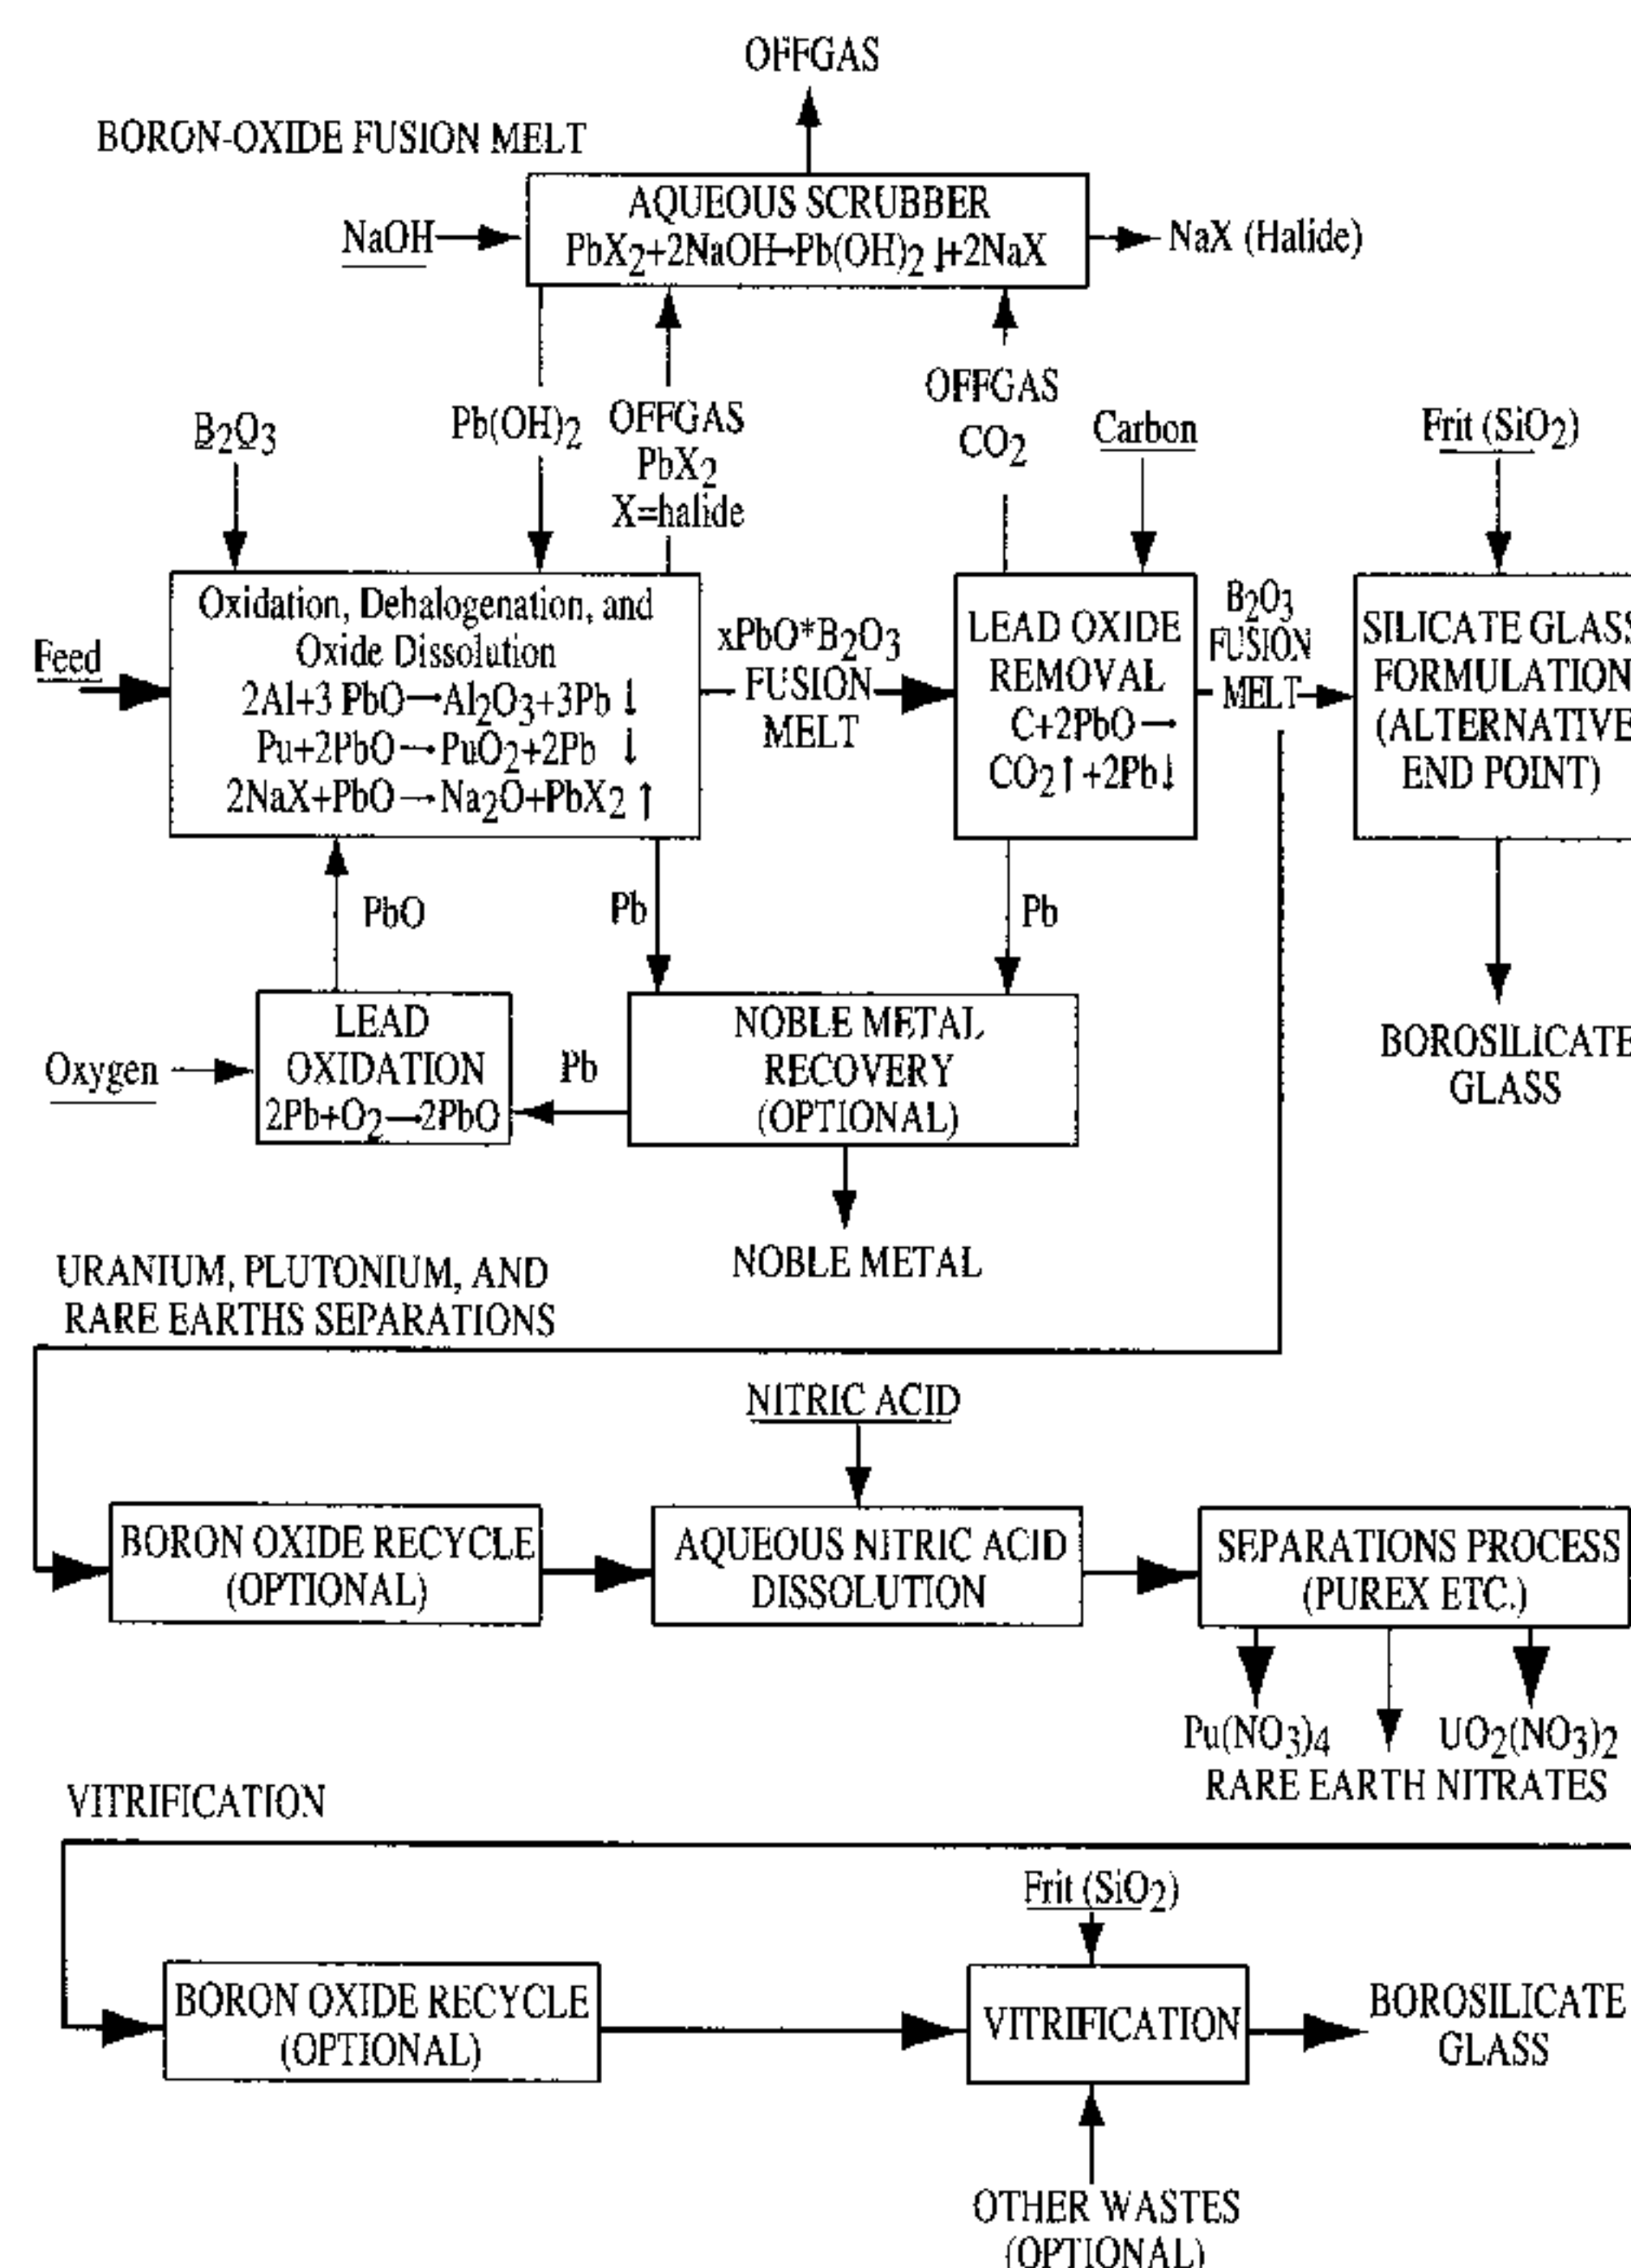 OFFGAS
BORON-OXIDE FUSION MELT
AQUEOUS SCRUBBER
NaOH
PbX2+2NaOH→Pb(OH)2↓+2NaX
NaX (Halide)
B2O3
Pb(OH)2
OFFGAS
PbX2
X=halide
OFFGAS
CO2
Carbon
Frit (SiO2)
Feed
Oxidation, Dehalogenation, and
Oxide Dissolution
2Al+3 PbO→Al2O3+3Pb↓
Pu+2PbO→PuO2+2Pb ↓
2NaX+PbO→Na2O+PbX2↑
xPbO*B2O3
FUSION
MELT
LEAD OXIDE
REMOVAL
C+2PbO→
CO2↑+2Pb↓
B2O3
FUSION
MELT
SILICATE GLASS
FORMULATION
(ALTERNATIVE
END POINT)
PbO
Pb
Pb
Oxygen
LEAD
OXIDATION
2Pb+O2→2PbO
Pb
NOBLE METAL
RECOVERY
(OPTIONAL)
BOROSILICATE
GLASS
NOBLE METAL
URANIUM, PLUTONIUM, AND
RARE EARTHS SEPARATIONS
NITRIC ACID
BORON OXIDE RECYCLE
(OPTIONAL)
AQUEOUS NITRIC ACID
DISSOLUTION
SEPARATIONS PROCESS
(PUREX ETC.)
Pu(NO3)4
UO2(NO3)2
RARE EARTH NITRATES
VITRIFICATION
Frit (SiO2)
BORON OXIDE RECYCLE
(OPTIONAL)
VITRIFICATION
BOROSILICATE
GLASS
OTHER WASTES
(OPTIONAL)